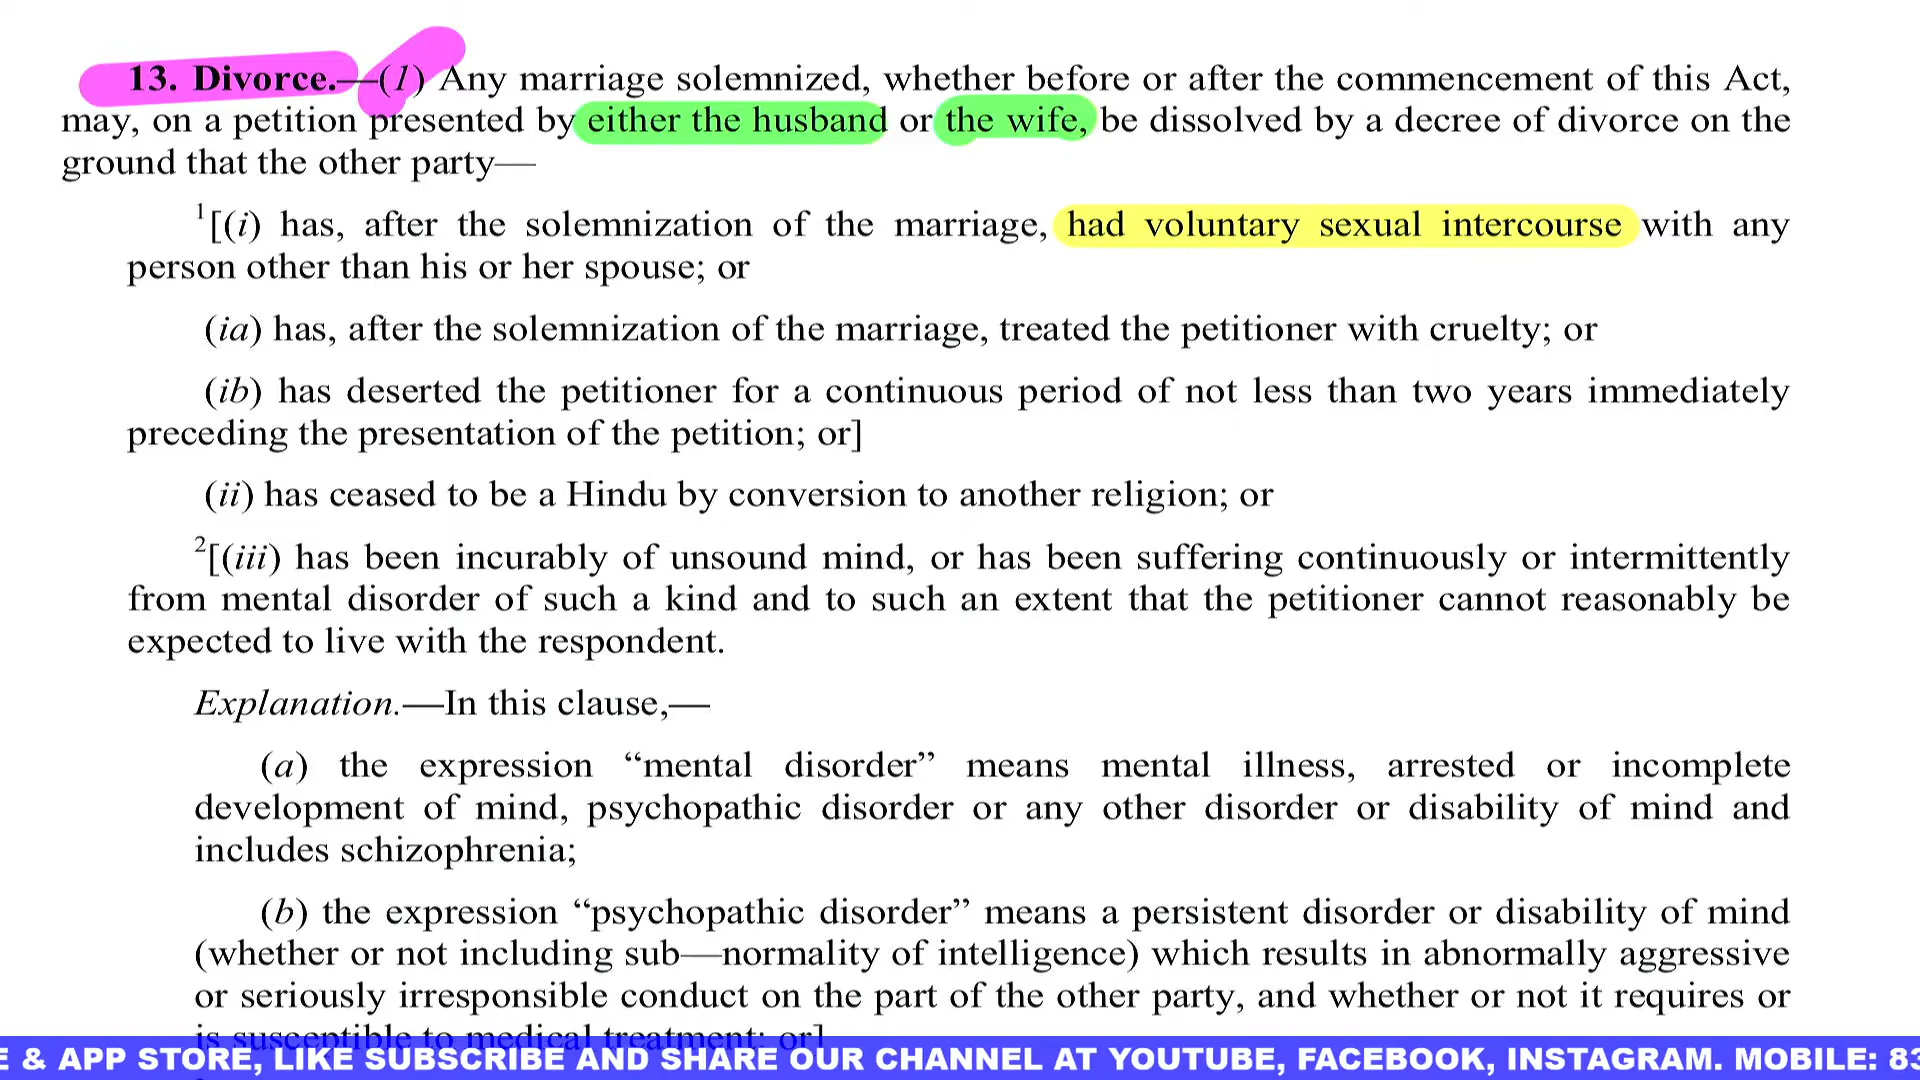 13. Divorce.—(1) Any marriage solemnized, whether before or after the commencement of this Act,
may, on a petition presented by either the husband or the wife, be dissolved by a decree of divorce on the
ground that the other party—
1[(i) has, after the solemnization of the marriage, had voluntary sexual intercourse with any
person other than his or her spouse; or
(ia) has, after the solemnization of the marriage, treated the petitioner with cruelty; or
(ib) has deserted the petitioner for a continuous period of not less than two years immediately
preceding the presentation of the petition; or]
(ii) has ceased to be a Hindu by conversion to another religion; or
2[(iii) has been incurably of unsound mind, or has been suffering continuously or intermittently
from mental disorder of such a kind and to such an extent that the petitioner cannot reasonably be
expected to live with the respondent.
Explanation.—In this clause,—
(a) the expression “mental disorder” means mental illness, arrested or incomplete
development of mind, psychopathic disorder or any other disorder or disability of mind and
includes schizophrenia;
(b) the expression “psychopathic disorder” means a persistent disorder or disability of mind
(whether or not including sub—normality of intelligence) which results in abnormally aggressive
or seriously irresponsible conduct on the part of the other party, and whether or not it requires or
is susceptible to medical treatment; or]
E & APP STORE, LIKE SUBSCRIBE AND SHARE OUR CHANNEL AT YOUTUBE, FACEBOOK, INSTAGRAM. MOBILE: 83